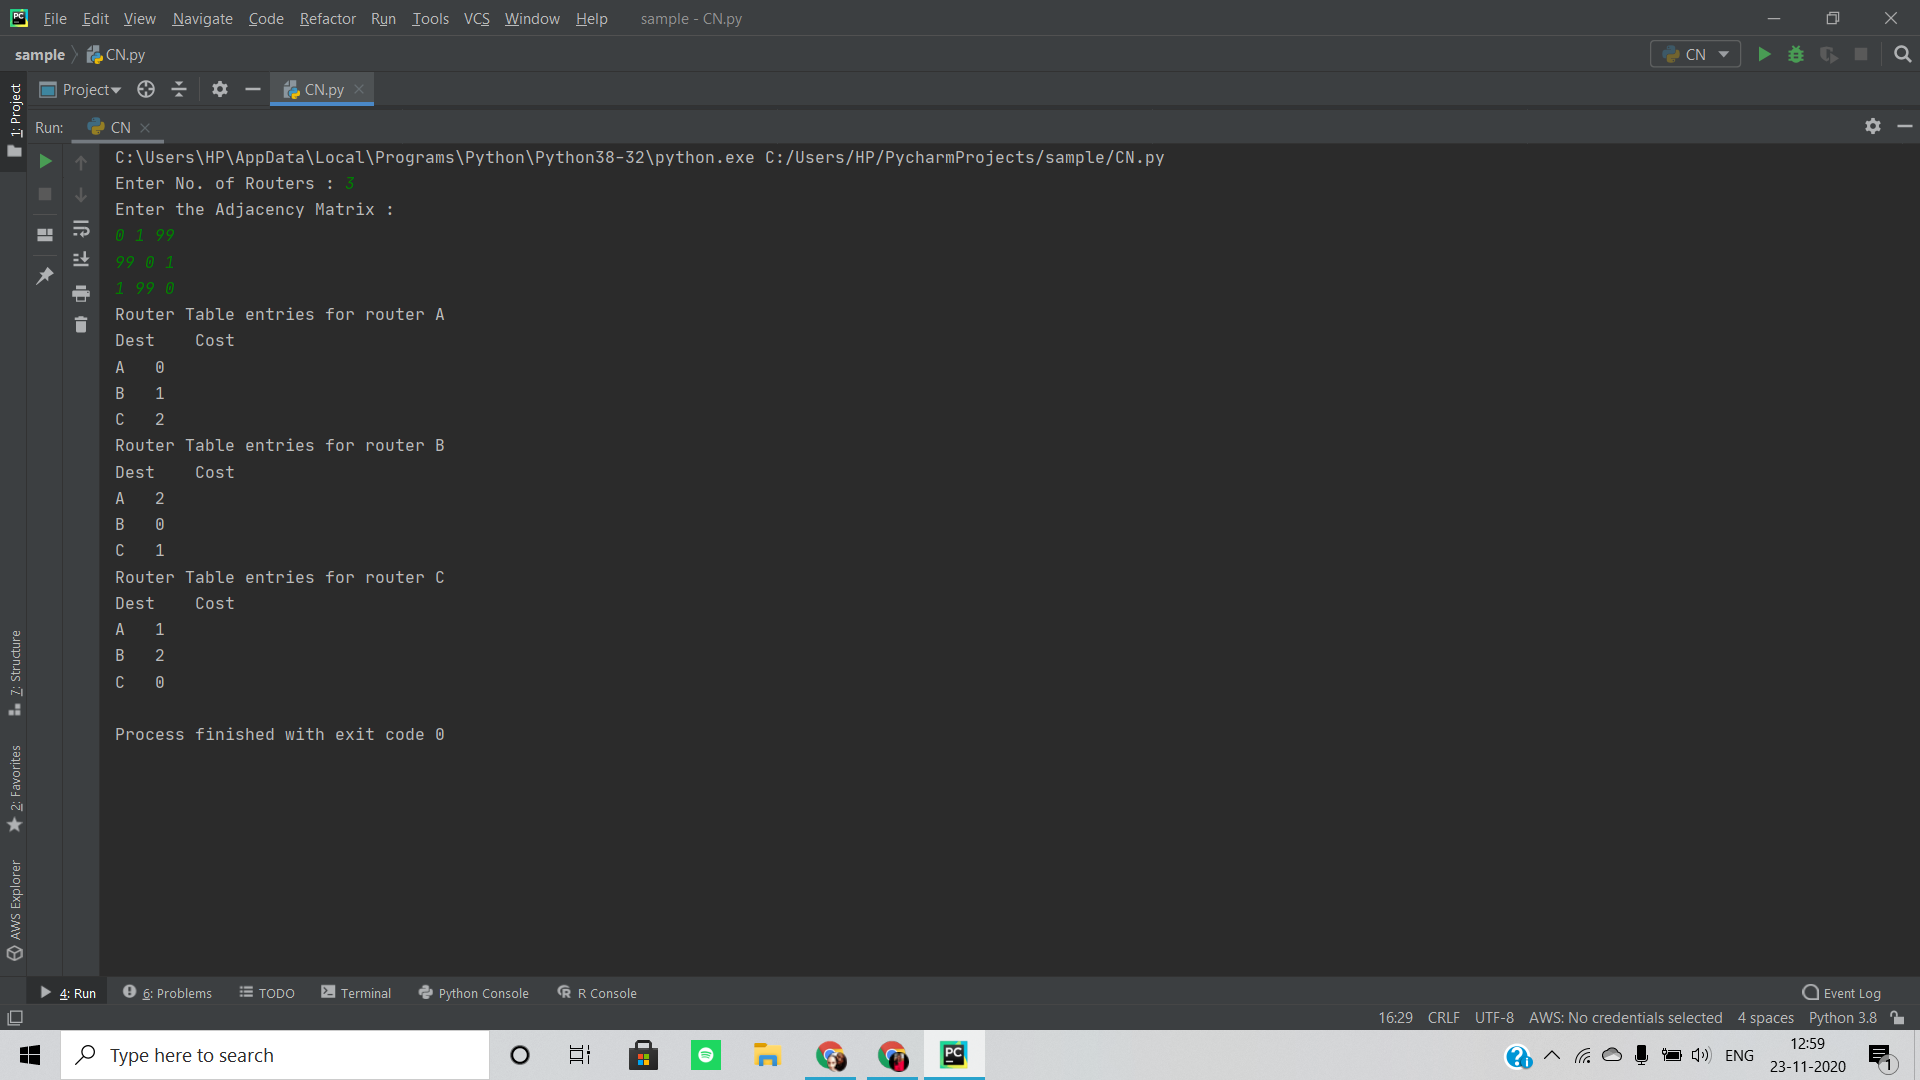 File Edit View Navigate Code Refactor Run Tools VCS Window Help sample - CN.py
sample CN.py CN
Project CN.py
1: Project
Run: CN
C:\Users\HP\AppData\Local\Programs\Python\Python38-32\python.exe C:/Users/HP/PycharmProjects/sample/CN.py
Enter No. of Routers : 3
Enter the Adjacency Matrix :
0 1 99
99 0 1
1 99 0
Router Table entries for router A
Dest Cost
A 0
B 1
C 2
Router Table entries for router B
Dest Cost
A 2
B 0
C 1
Router Table entries for router C
Dest Cost
A 1
B 2
C 0
Process finished with exit code 0
7: Structure
2: Favorites
AWS Explorer
4: Run 6: Problems TODO Terminal Python Console R Console Event Log
16:29 CRLF UTF-8 AWS: No credentials selected 4 spaces Python 3.8
Type here to search
ENG
12:59
23-11-2020
1